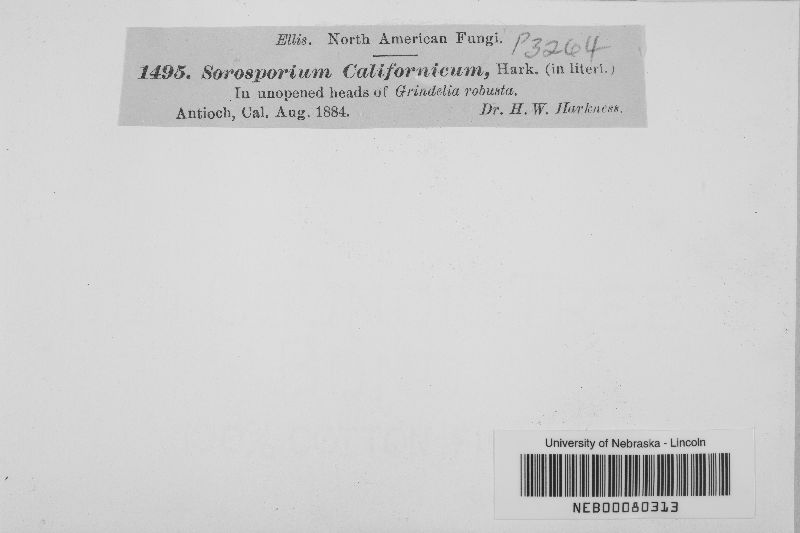 Ellis. North American Fungi. P3264
1495. Sorosporium Californicum, Hark. (in literi.)
In unopened heads of Grindelia robusta.
Antioch, Cal. Aug. 1884. Dr. H. W. Harkness.
University of Nebraska - Lincoln
NEB00080313